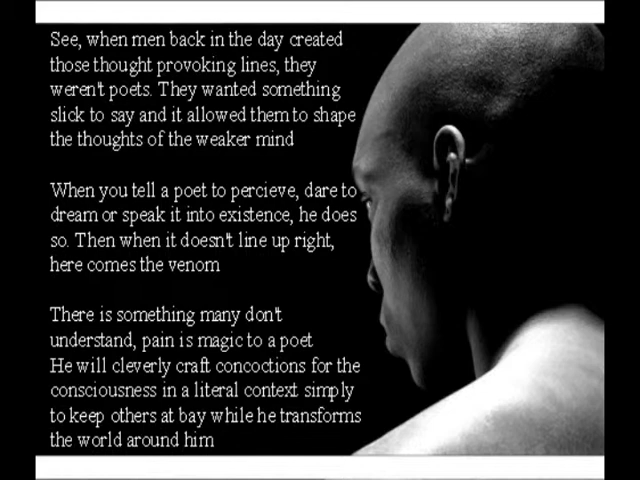 See, when men back in the day created
those thought provoking lines, they
weren't poets. They wanted something
slick to say and it allowed them to shape
the thoughts of the weaker mind
When you tell a poet to percieve, dare to
dream or speak it into existence, he does
so. Then when it doesn't line up right,
here comes the venom
There is something many don't
understand, pain is magic to a poet
He will cleverly craft concoctions for the
consciousness in a literal context simply
to keep others at bay while he transforms
the world around him